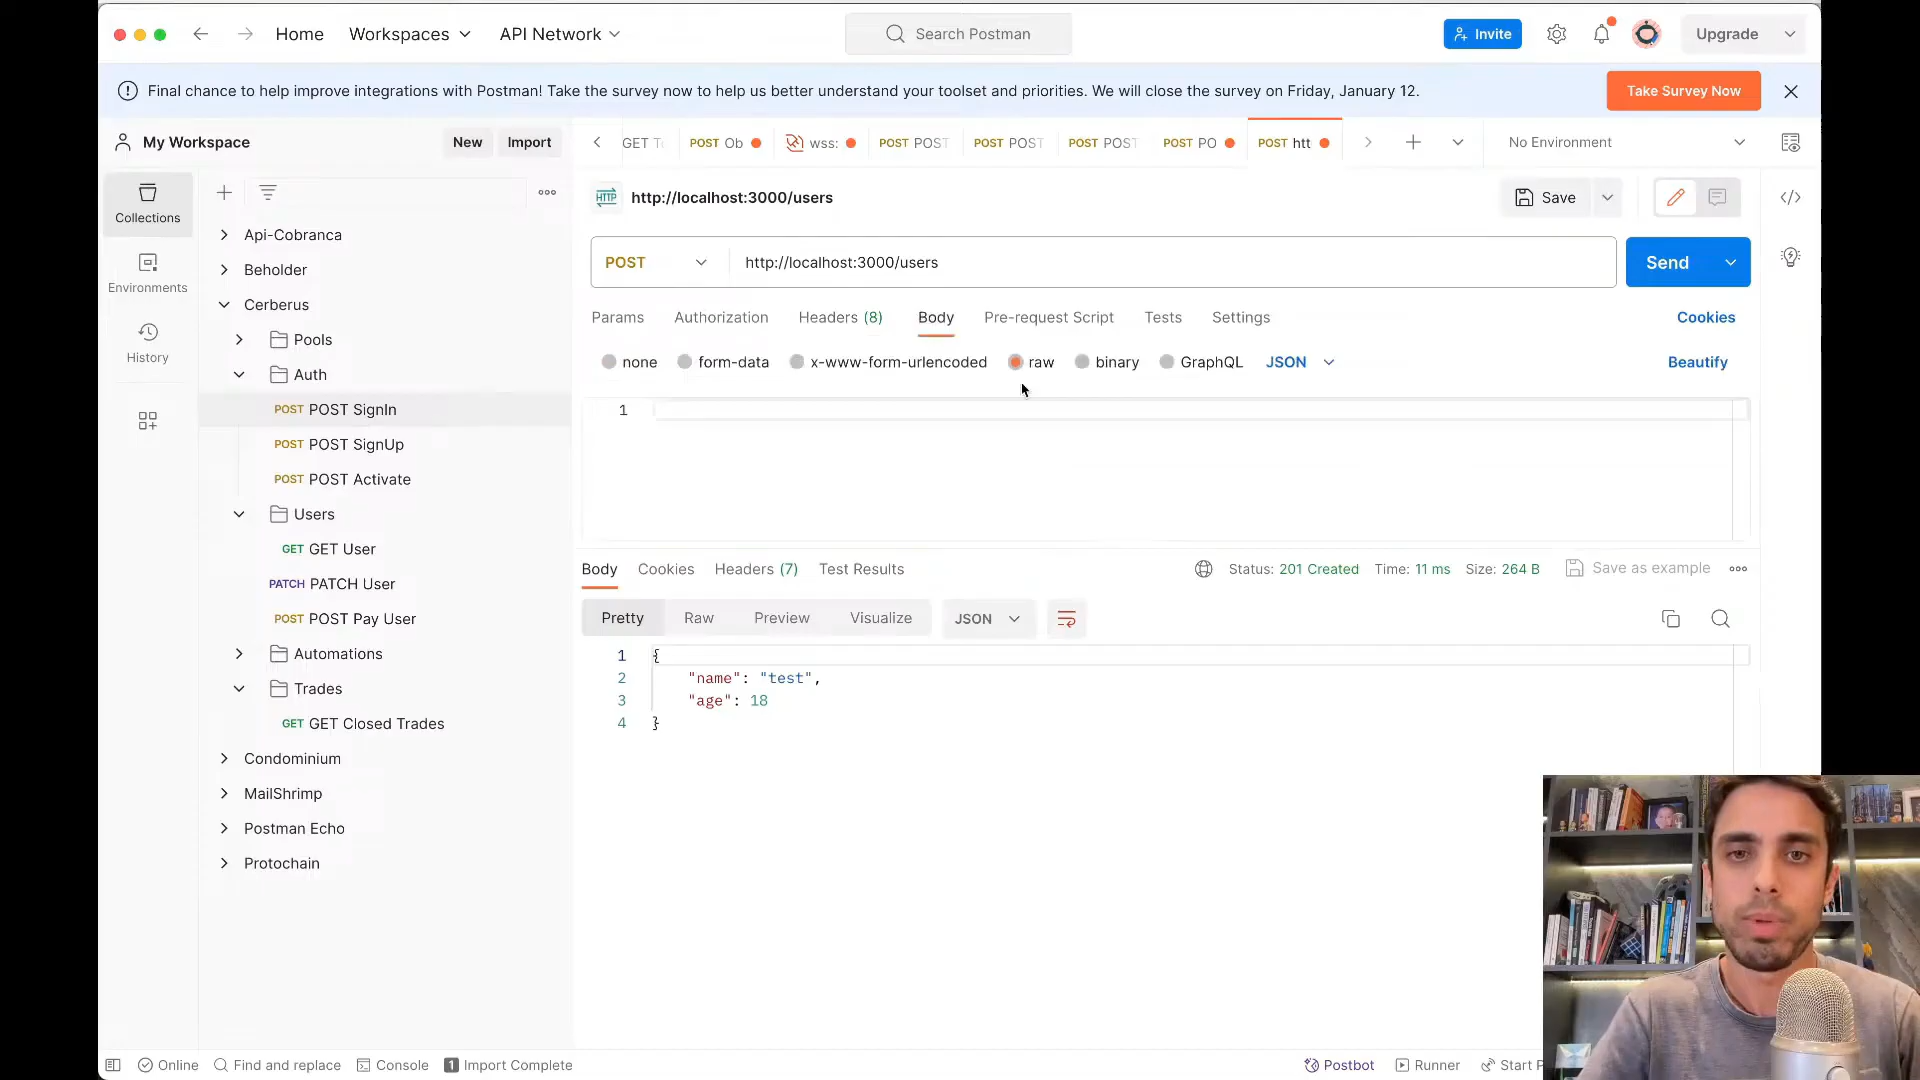 Home Workspaces API Network Search Postman Invite Upgrade
Final chance to help improve integrations with Postman! Take the survey now to help us better understand your toolset and priorities. We will close the survey on Friday, January 12. Take Survey Now
My Workspace New Import
GET T POST Ob wss: POST POST POST POST POST POST POST PO POST htt No Environment
HTTP http://localhost:3000/users Save
POST http://localhost:3000/users Send
Params Authorization Headers (8) Body Pre-request Script Tests Settings Cookies
none form-data x-www-form-urlencoded raw binary GraphQL JSON Beautify
1
Collections
Environments
History
Api-Cobranca
Beholder
Cerberus
Pools
Auth
POST POST SignIn
POST POST SignUp
POST POST Activate
Users
GET GET User
PATCH PATCH User
POST POST Pay User
Automations
Trades
GET GET Closed Trades
Condominium
MailShrimp
Postman Echo
Protochain
Body Cookies Headers (7) Test Results Status: 201 Created Time: 11 ms Size: 264 B Save as example
Pretty Raw Preview Visualize JSON
1 {
2 "name": "test",
3 "age": 18
4 }
Online Find and replace Console 1 Import Complete Postbot Runner Start